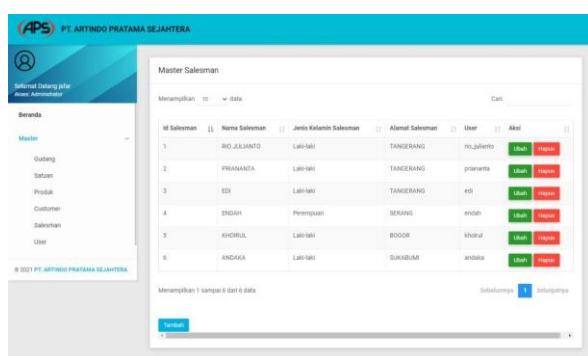 APS PT. ARTINDO PRATAMA SEJAHTERA
Selamat Datang jafar
Akses: Administrator
Beranda
Master
Gudang
Satuan
Produk
Customer
Salesman
User
© 2021 PT. ARTINDO PRATAMA SEJAHTERA
Master Salesman
Menampilkan 10 data
Cari:
Id Salesman Nama Salesman Jenis Kelamin Salesman Alamat Salesman User Aksi
1 RIO JULIANTO Laki-laki TANGERANG rio_julianto Ubah Hapus
2 PRIANANTA Laki-laki TANGERANG priananta Ubah Hapus
3 EDI Laki-laki TANGERANG edi Ubah Hapus
4 ENDAH Perempuan SERANG endah Ubah Hapus
5 KHOIRUL Laki-laki BOGOR khoirul Ubah Hapus
6 ANDAKA Laki-laki SUKABUMI andaka Ubah Hapus
Menampilkan 1 sampai 6 dari 6 data
Sebelumnya 1 Selanjutnya
Tambah